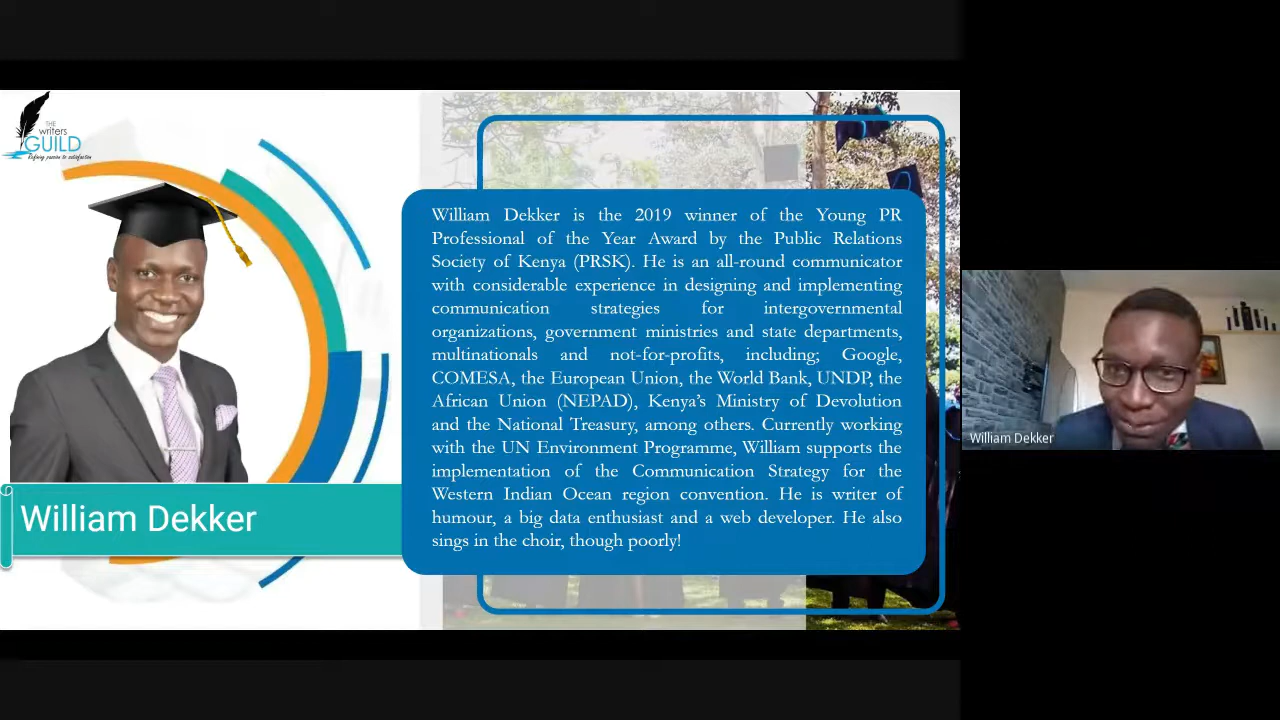 THE
writers
GUILD
Refining passion to satisfaction
William Dekker is the 2019 winner of the Young PR
Professional of the Year Award by the Public Relations
Society of Kenya (PRSK). He is an all-round communicator
with considerable experience in designing and implementing
communication strategies for intergovernmental
organizations, government ministries and state departments,
multinationals and not-for-profits, including; Google,
COMESA, the European Union, the World Bank, UNDP, the
African Union (NEPAD), Kenya’s Ministry of Devolution
and the National Treasury, among others. Currently working
with the UN Environment Programme, William supports the
implementation of the Communication Strategy for the
Western Indian Ocean region convention. He is writer of
humour, a big data enthusiast and a web developer. He also
sings in the choir, though poorly!
William Dekker
William Dekker